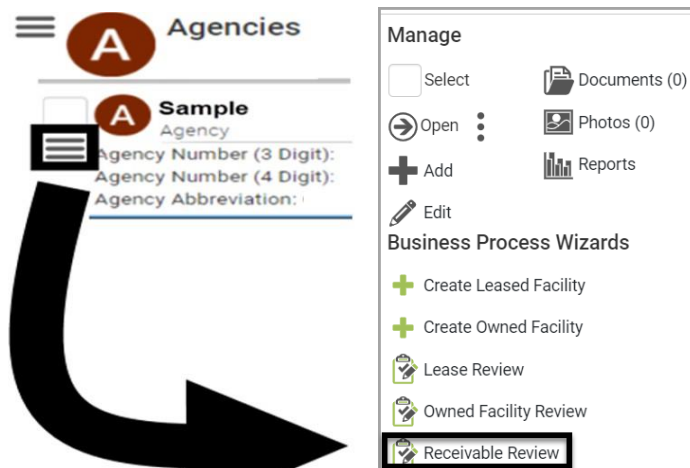 A Agencies
A Sample
Agency
Agency Number (3 Digit):
Agency Number (4 Digit):
Agency Abbreviation:
Manage
Select Documents (0)
Open Photos (0)
Add Reports
Edit
Business Process Wizards
Create Leased Facility
Create Owned Facility
Lease Review
Owned Facility Review
Receivable Review